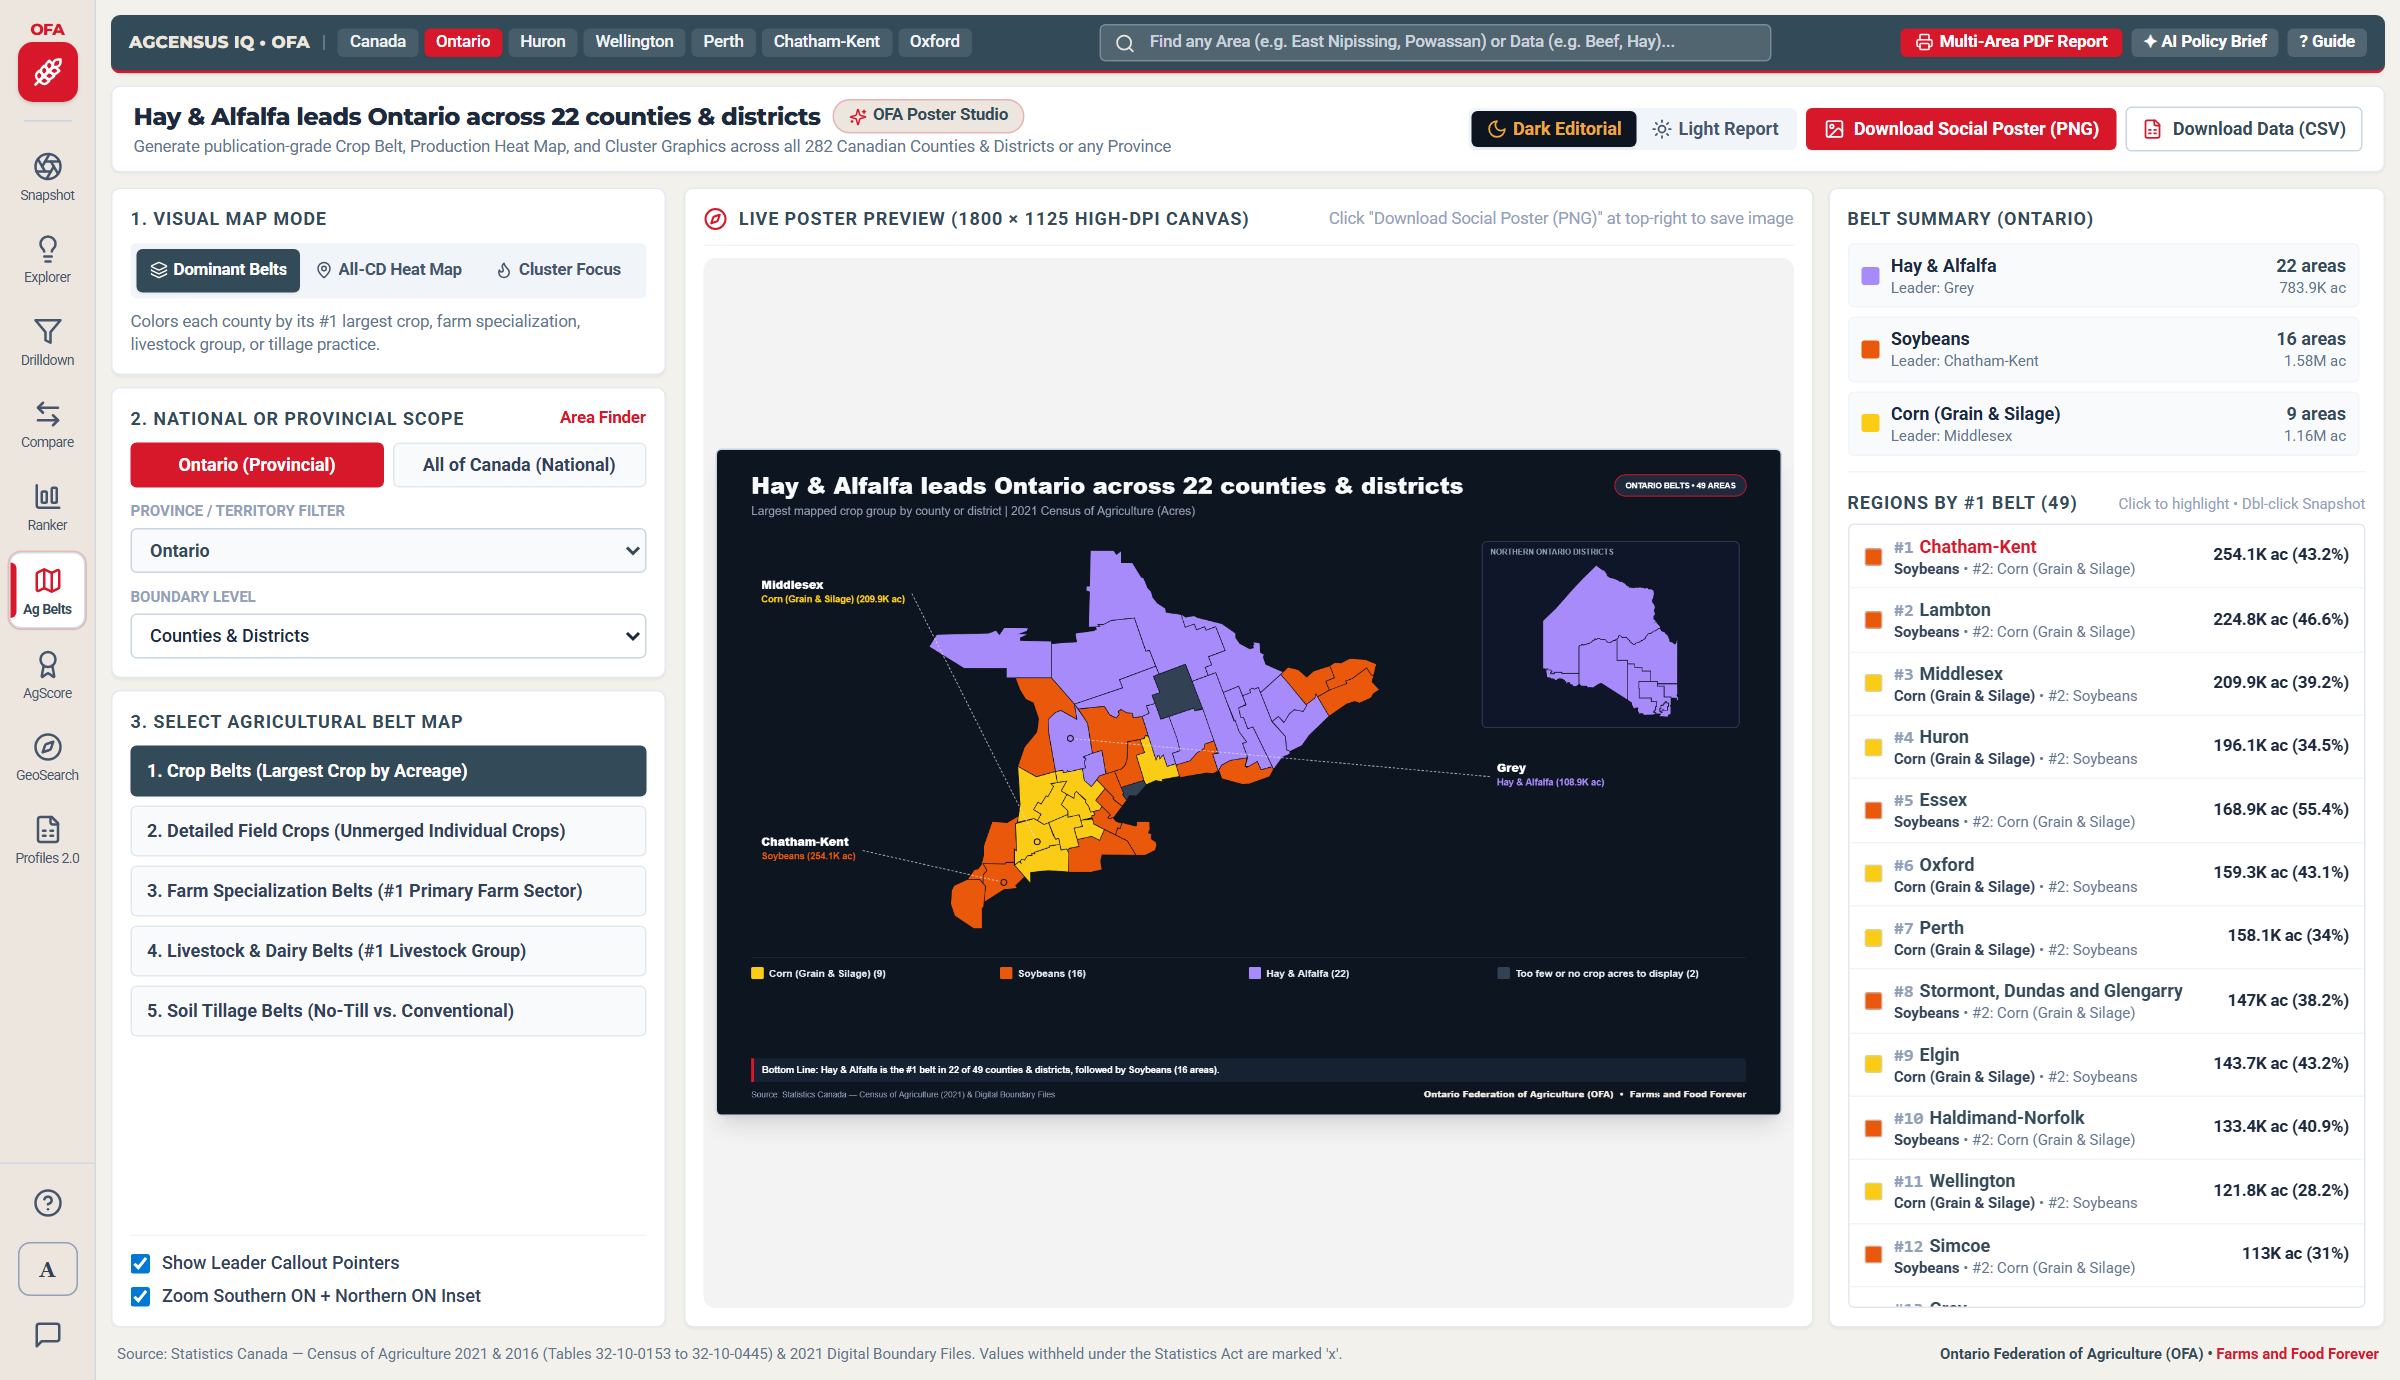 OFA
Snapshot
Explorer
Drilldown
Compare
Ranker
Ag Belts
AgScore
GeoSearch
Profiles 2.0
A
AGCENSUS IQ • OFA
Canada
Ontario
Huron
Wellington
Perth
Chatham-Kent
Oxford
Find any Area (e.g. East Nipissing, Powassan) or Data (e.g. Beef, Hay)...
Multi-Area PDF Report
✦ AI Policy Brief
? Guide
Hay & Alfalfa leads Ontario across 22 counties & districts
OFA Poster Studio
Generate publication-grade Crop Belt, Production Heat Map, and Cluster Graphics across all 282 Canadian Counties & Districts or any Province
Dark Editorial
Light Report
Download Social Poster (PNG)
Download Data (CSV)
1. VISUAL MAP MODE
Dominant Belts
All-CD Heat Map
Cluster Focus
Colors each county by its #1 largest crop, farm specialization,
livestock group, or tillage practice.
2. NATIONAL OR PROVINCIAL SCOPE
Area Finder
Ontario (Provincial)
All of Canada (National)
PROVINCE / TERRITORY FILTER
Ontario
BOUNDARY LEVEL
Counties & Districts
3. SELECT AGRICULTURAL BELT MAP
1. Crop Belts (Largest Crop by Acreage)
2. Detailed Field Crops (Unmerged Individual Crops)
3. Farm Specialization Belts (#1 Primary Farm Sector)
4. Livestock & Dairy Belts (#1 Livestock Group)
5. Soil Tillage Belts (No-Till vs. Conventional)
Show Leader Callout Pointers
Zoom Southern ON + Northern ON Inset
LIVE POSTER PREVIEW (1800 × 1125 HIGH-DPI CANVAS)
Click "Download Social Poster (PNG)" at top-right to save image
Hay & Alfalfa leads Ontario across 22 counties & districts
ONTARIO BELTS • 49 AREAS
Largest mapped crop group by county or district | 2021 Census of Agriculture (Acres)
NORTHERN ONTARIO DISTRICTS
Middlesex
Corn (Grain & Silage) (209.9K ac)
Grey
Hay & Alfalfa (108.9K ac)
Chatham-Kent
Soybeans (254.1K ac)
Corn (Grain & Silage) (9)
Soybeans (16)
Hay & Alfalfa (22)
Too few or no crop acres to display (2)
Bottom Line: Hay & Alfalfa is the #1 belt in 22 of 49 counties & districts, followed by Soybeans (16 areas).
Source: Statistics Canada — Census of Agriculture (2021) & Digital Boundary Files
Ontario Federation of Agriculture (OFA) • Farms and Food Forever
BELT SUMMARY (ONTARIO)
Hay & Alfalfa
22 areas
Leader: Grey
783.9K ac
Soybeans
16 areas
Leader: Chatham-Kent
1.58M ac
Corn (Grain & Silage)
9 areas
Leader: Middlesex
1.16M ac
REGIONS BY #1 BELT (49)
Click to highlight • Dbl-click Snapshot
#1 Chatham-Kent
254.1K ac (43.2%)
Soybeans • #2: Corn (Grain & Silage)
#2 Lambton
224.8K ac (46.6%)
Soybeans • #2: Corn (Grain & Silage)
#3 Middlesex
209.9K ac (39.2%)
Corn (Grain & Silage) • #2: Soybeans
#4 Huron
196.1K ac (34.5%)
Corn (Grain & Silage) • #2: Soybeans
#5 Essex
168.9K ac (55.4%)
Soybeans • #2: Corn (Grain & Silage)
#6 Oxford
159.3K ac (43.1%)
Corn (Grain & Silage) • #2: Soybeans
#7 Perth
158.1K ac (34%)
Corn (Grain & Silage) • #2: Soybeans
#8 Stormont, Dundas and Glengarry
147K ac (38.2%)
Soybeans • #2: Corn (Grain & Silage)
#9 Elgin
143.7K ac (43.2%)
Corn (Grain & Silage) • #2: Soybeans
#10 Haldimand-Norfolk
133.4K ac (40.9%)
Soybeans • #2: Corn (Grain & Silage)
#11 Wellington
121.8K ac (28.2%)
Corn (Grain & Silage) • #2: Soybeans
#12 Simcoe
113K ac (31%)
Soybeans • #2: Corn (Grain & Silage)
Source: Statistics Canada — Census of Agriculture 2021 & 2016 (Tables 32-10-0153 to 32-10-0445) & 2021 Digital Boundary Files. Values withheld under the Statistics Act are marked 'x'.
Ontario Federation of Agriculture (OFA) • Farms and Food Forever